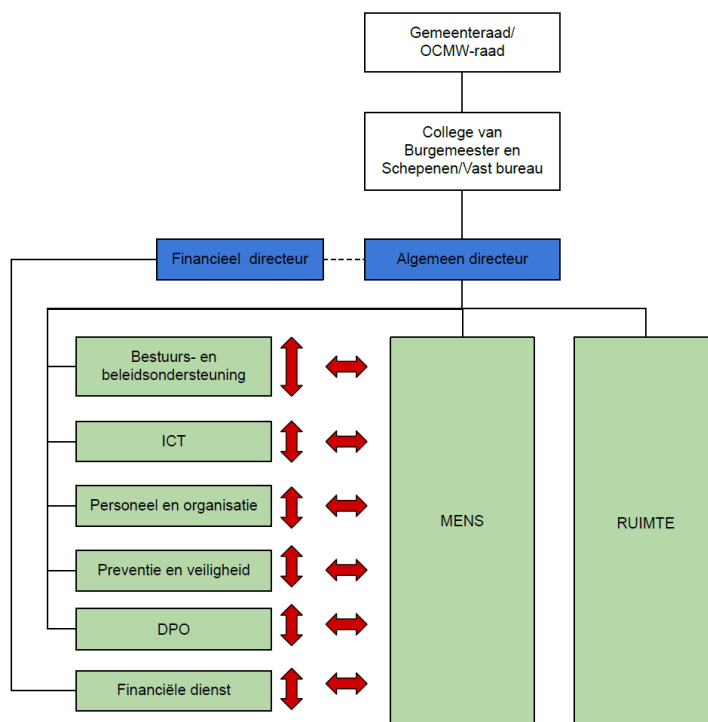 Gemeenteraad/
OCMW-raad
College van
Burgemeester en
Schepenen/Vast bureau
Financieel directeur
Algemeen directeur
Bestuurs- en
beleidsondersteuning
ICT
Personeel en organisatie
Preventie en veiligheid
DPO
Financiële dienst
MENS
RUIMTE